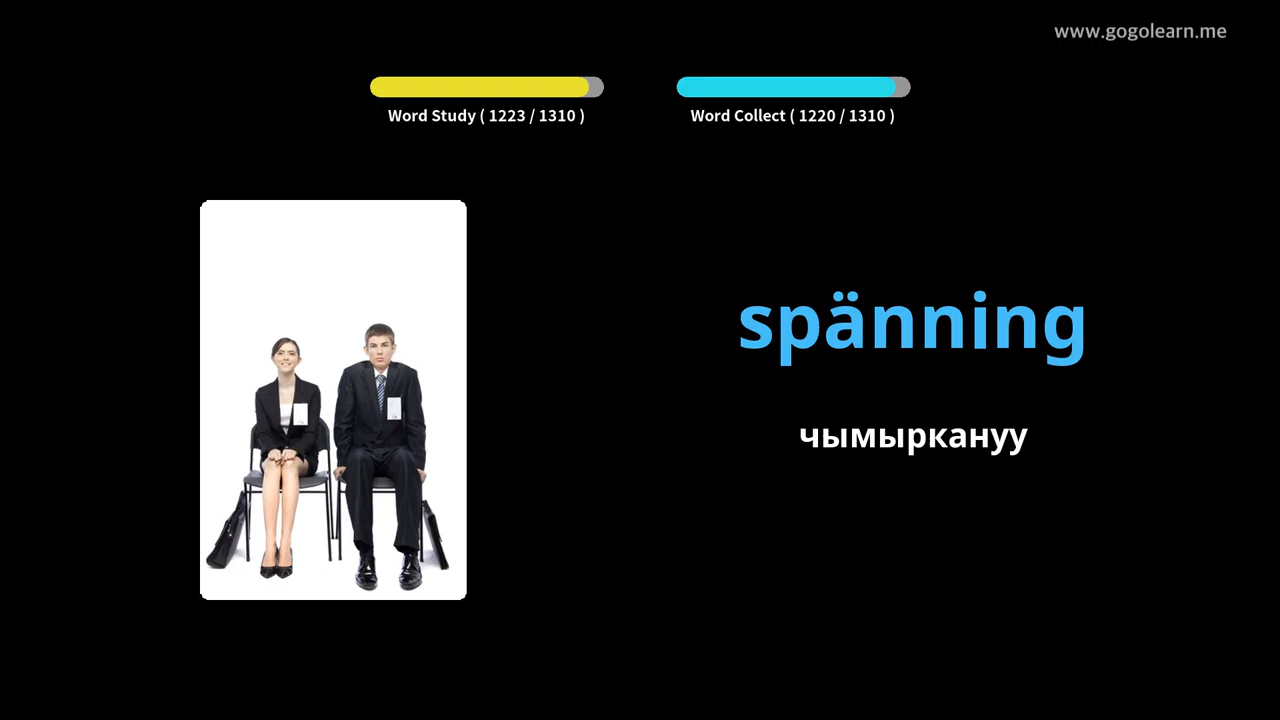 www.gogolearn.me
Word Study ( 1223 / 1310 )
Word Collect ( 1220 / 1310 )
spänning
чымыркануу